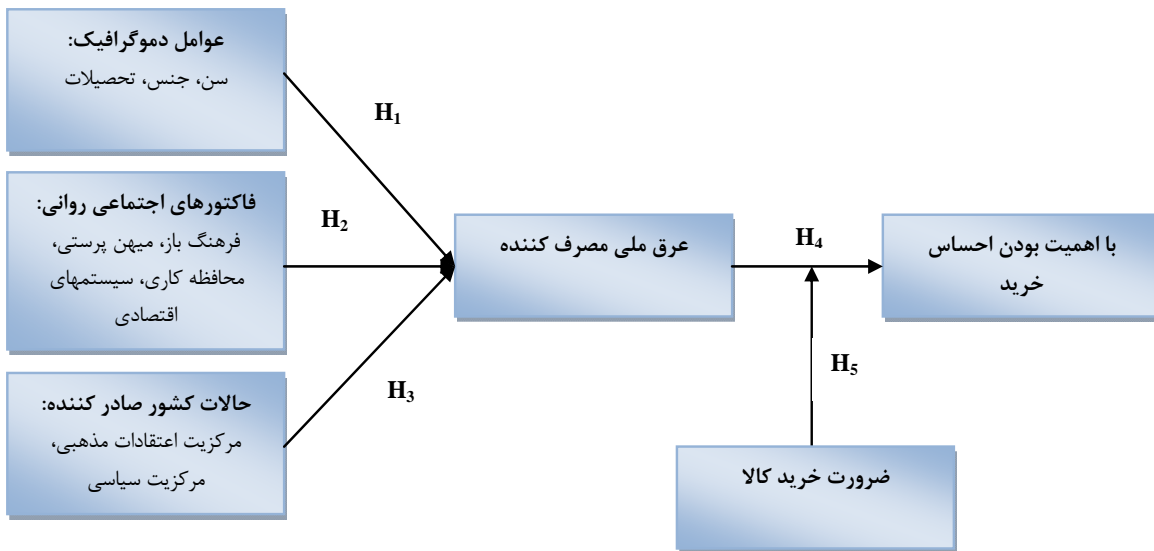 عوامل دموگرافیک:
سن، جنس، تحصیلات
H1
فاکتورهای اجتماعی روانی:
فرهنگ باز، میهن پرستی،
محافظه کاری، سیستمهای
اقتصادی
H2
حالات کشور صادر کننده:
مرکزیت اعتقادات مذهبی،
مرکزیت سیاسی
H3
عرق ملی مصرف کننده
H4
با اهمیت بودن احساس
خرید
H5
ضرورت خرید کالا